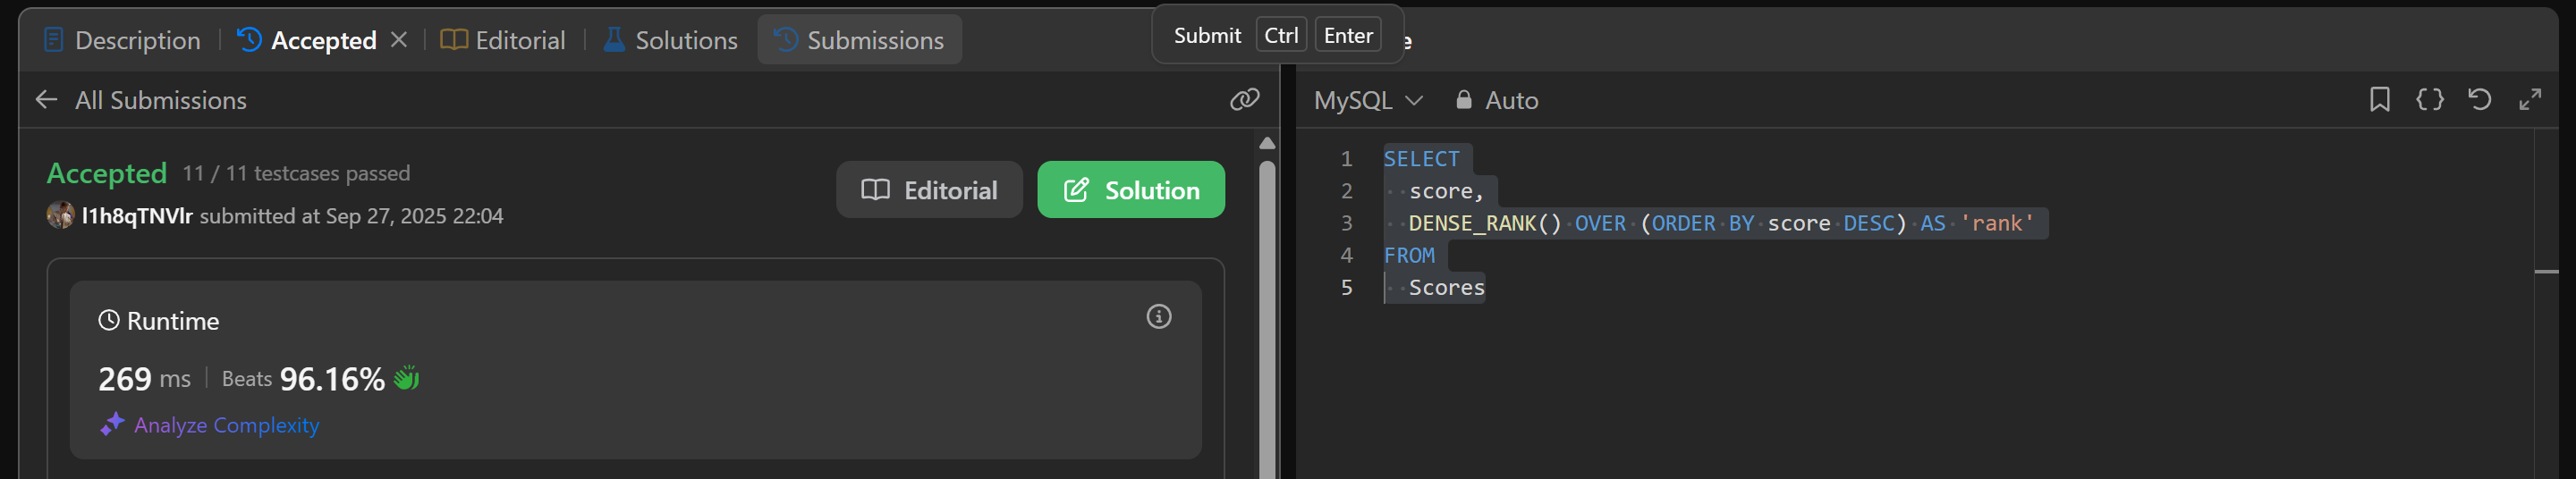 Description
Accepted
Editorial
Solutions
Submissions
Submit Ctrl Enter
e
All Submissions
MySQL
Auto
Accepted 11 / 11 testcases passed
Editorial
Solution
l1h8qTNVlr submitted at Sep 27, 2025 22:04
Runtime
269 ms Beats 96.16%
Analyze Complexity
1 SELECT
2 score,
3 DENSE_RANK() OVER (ORDER BY score DESC) AS 'rank'
4 FROM
5 Scores